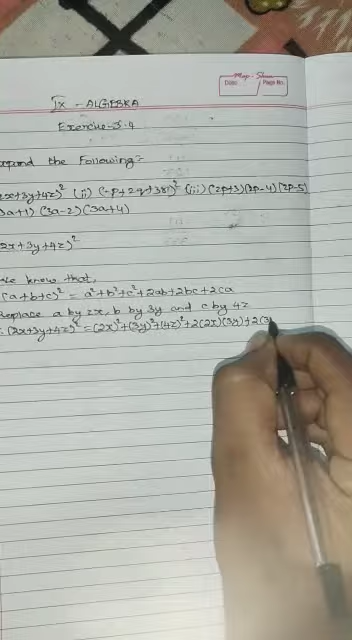 Map - Shan
Date: Page No.
IX - ALGEBRA
Exercise-3.4
Expand the Following:-
2x+3y+4z)² (ii) (-p+2q+3r)² (iii) (2p+3)(2p-4)(2p-5)
3a+1) (3a-2) (3a+4)
2x+3y+4z)²
we know that,
(a+b+c)² = a²+b²+c²+2ab+2bc+2ca
Replace a by 2x, b by 3y and c by 4z
∴ (2x+3y+4z)² = (2x)²+(3y)²+(4z)²+2(2x)(3y)+2(3y